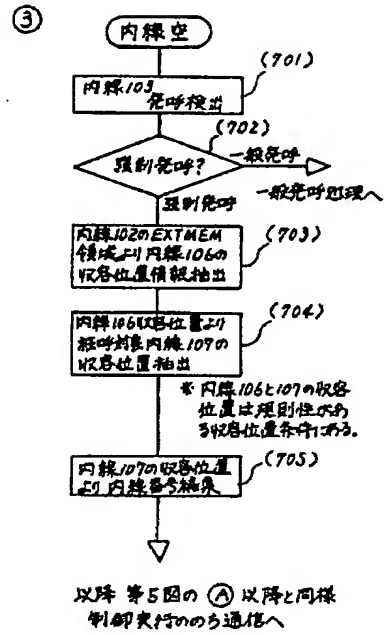 ③
内線空
(701)
内線103
発呼検出
(702)
強制発呼?
一般発呼
一般発呼処理へ
強制発呼
内線102のEXTMEM
領域より内線106の
収容位置情報抽出
(703)
内線106収容位置より
経呼対象内線107の
収容位置抽出
(704)
※ 内線106と107の収容
位置は規則性があ
る収容位置条件にある。
内線107の収容位置
より内線番号編集
(705)
以降 第5図の Ⓐ 以降と同様
制御実行ののち通信へ